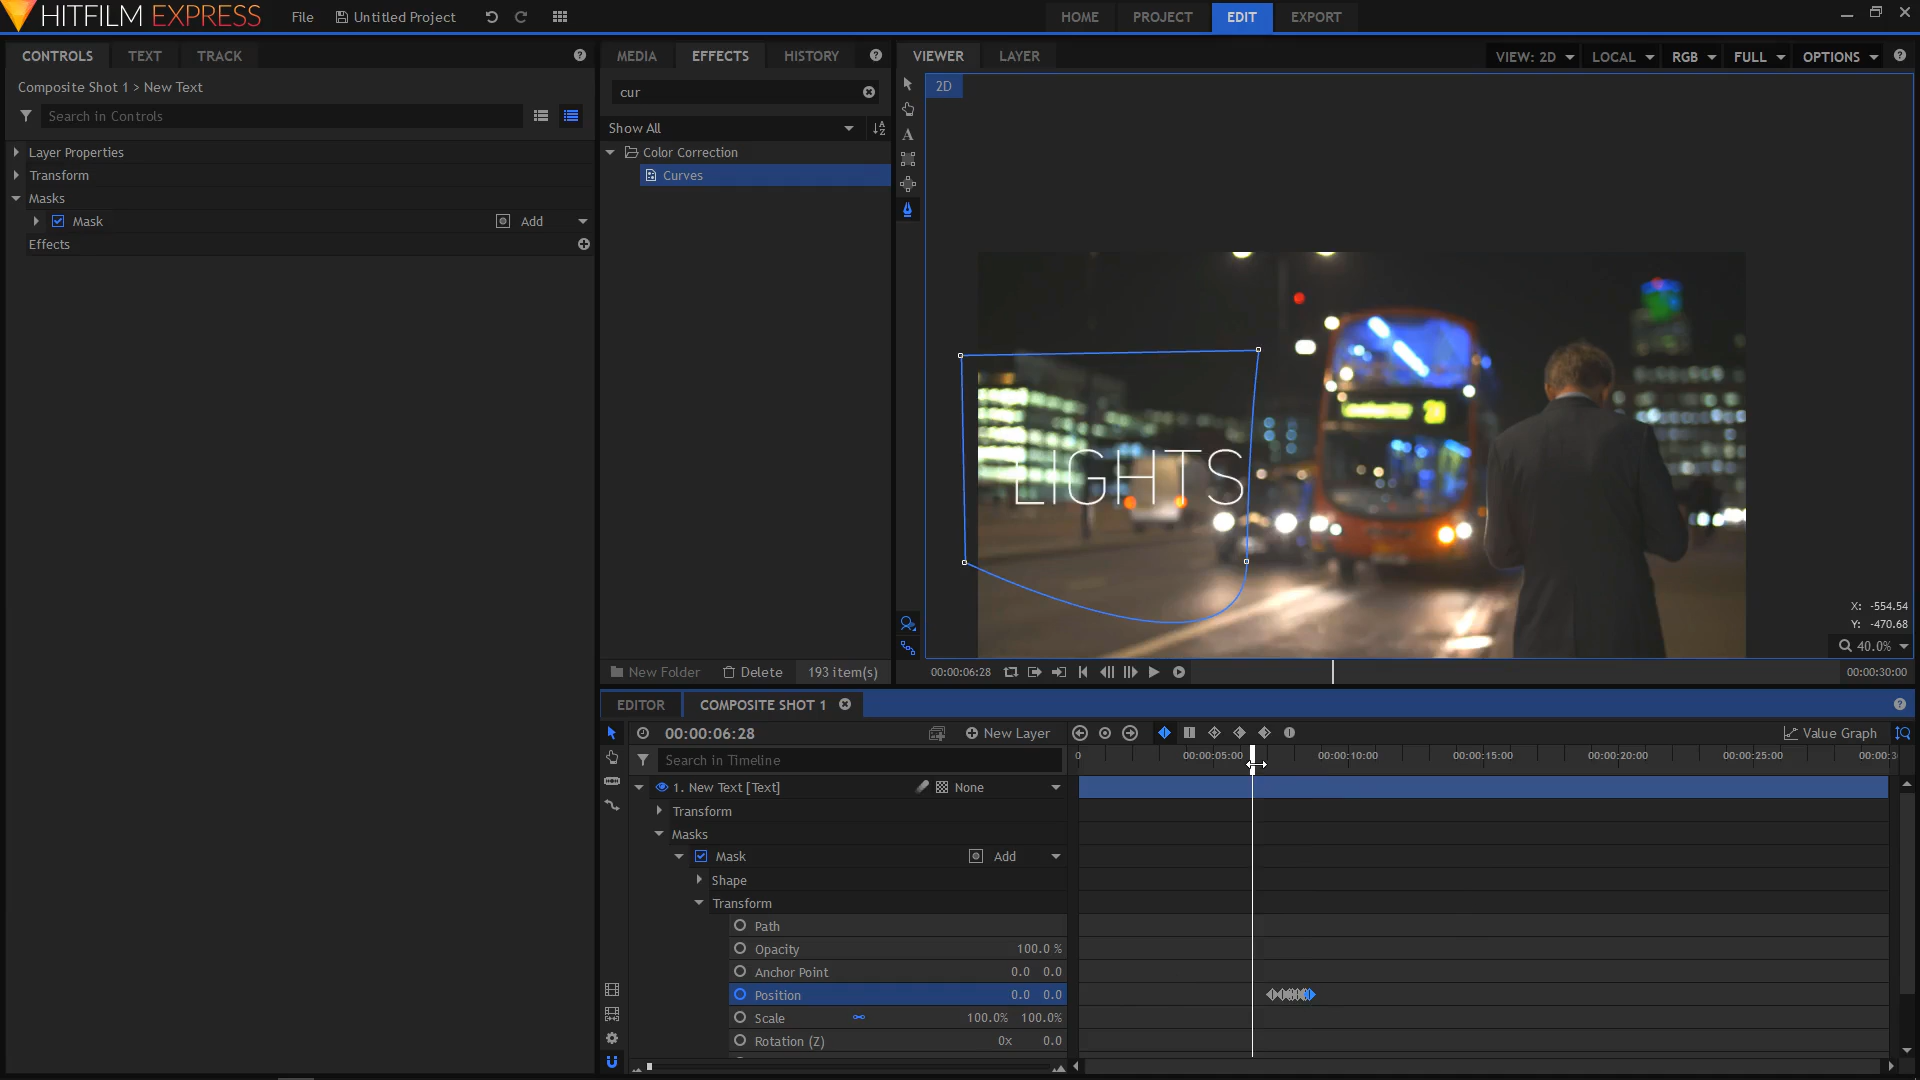 HITFILM EXPRESS
File
Untitled Project
HOME
PROJECT
EDIT
EXPORT
CONTROLS
TEXT
TRACK
Composite Shot 1 > New Text
Search in Controls
Layer Properties
Transform
Masks
Mask
Add
Effects
MEDIA
EFFECTS
HISTORY
cur
Show All
Color Correction
Curves
New Folder
Delete
193 item(s)
VIEWER
LAYER
VIEW: 2D
LOCAL
RGB
FULL
OPTIONS
2D
LIGHTS
X: -554.54
Y: -470.68
40.0%
00:00:06:28
00:00:30:00
EDITOR
COMPOSITE SHOT 1
00:00:06:28
New Layer
Value Graph
Search in Timeline
0
00:00:05:00
00:00:10:00
00:00:15:00
00:00:20:00
00:00:25:00
00:00:3
1. New Text [Text]
None
Transform
Masks
Mask
Add
Shape
Transform
Path
Opacity
100.0 %
Anchor Point
0.0 0.0
Position
0.0 0.0
Scale
100.0% 100.0%
Rotation (Z)
0x 0.0